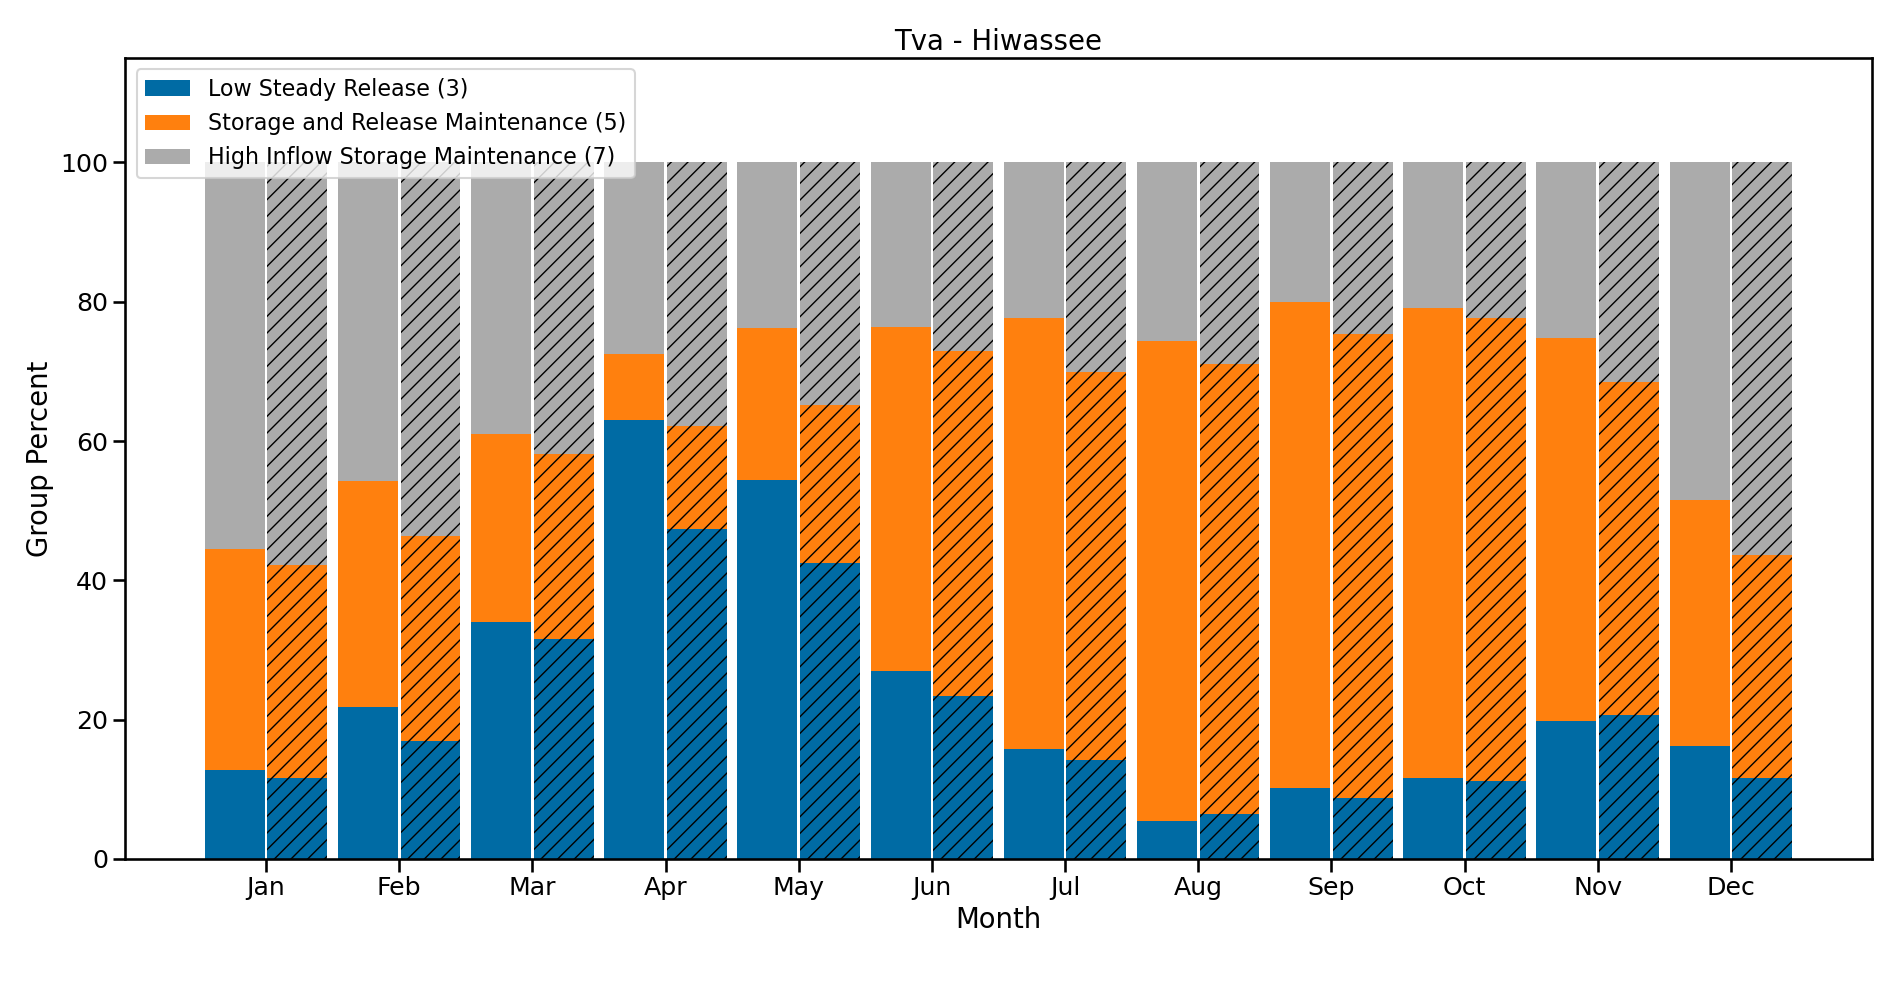 Tva - Hiwassee
Low Steady Release (3)
Storage and Release Maintenance (5)
High Inflow Storage Maintenance (7)
Group Percent
100
80
60
40
20
0
Jan Feb Mar Apr May Jun Jul Aug Sep Oct Nov Dec
Month